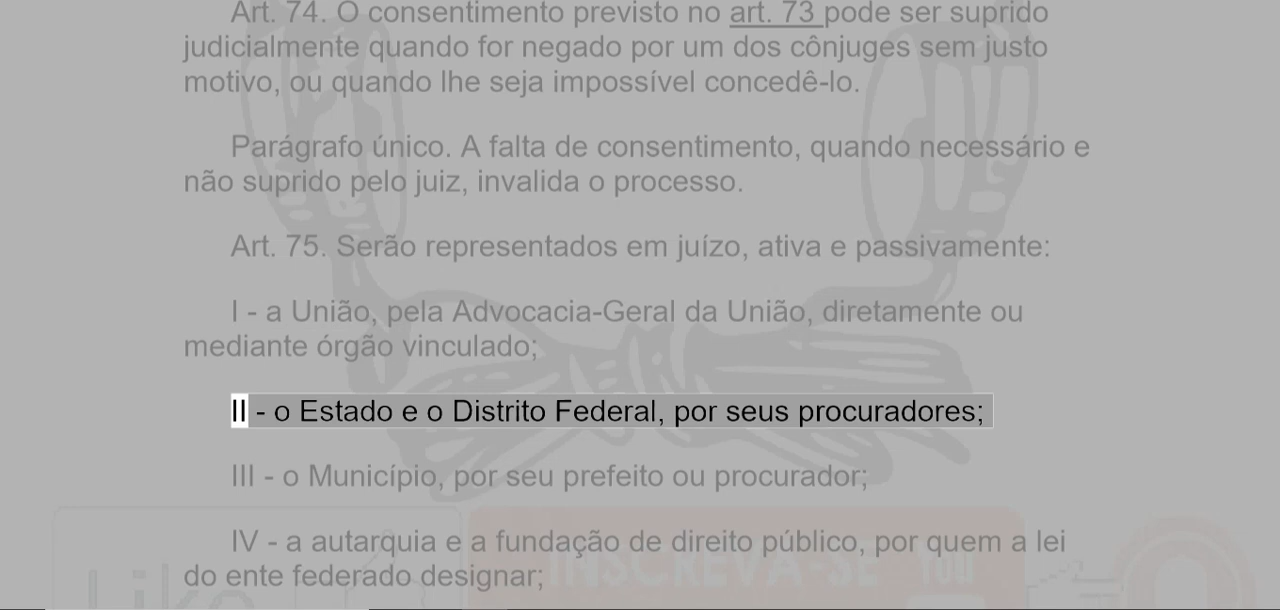 Art. 74. O consentimento previsto no art. 73 pode ser suprido
judicialmente quando for negado por um dos cônjuges sem justo
motivo, ou quando lhe seja impossível concedê-lo.
Parágrafo único. A falta de consentimento, quando necessário e
não suprido pelo juiz, invalida o processo.
Art. 75. Serão representados em juízo, ativa e passivamente:
I - a União, pela Advocacia-Geral da União, diretamente ou
mediante órgão vinculado;
II - o Estado e o Distrito Federal, por seus procuradores;
III - o Município, por seu prefeito ou procurador;
IV - a autarquia e a fundação de direito público, por quem a lei
do ente federado designar;
Like
INSCREVA-SE
You